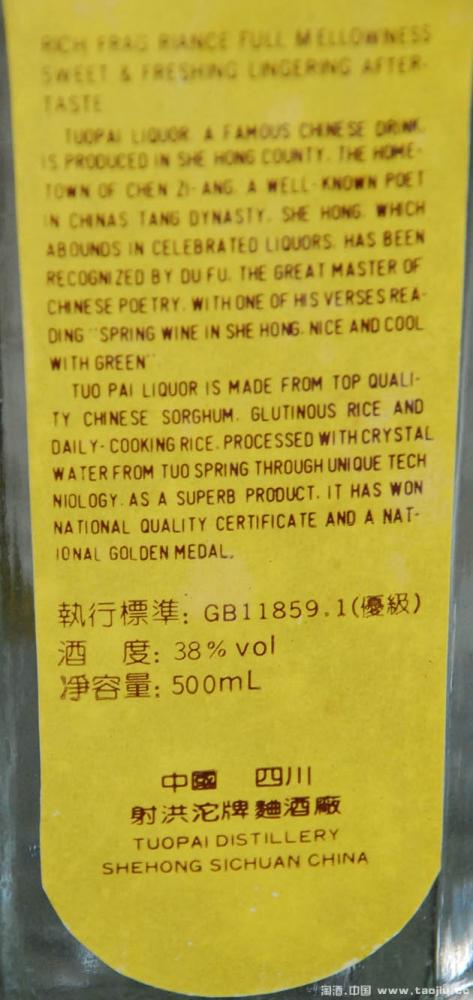 RICH FRAG RIANCE FULL MELLOWNESS
SWEET & FRESHING LINGERING AFTER-
TASTE
TUOPAI LIQUOR. A FAMOUS CHINESE DRINK.
IS PRODUCED IN SHE HONG COUNTY. THE HOME-
TOWN OF CHEN ZI-ANG. A WELL-KNOWN POET
IN CHINAS TANG DYNASTY. SHE HONG. WHICH
ABOUNDS IN CELEBRATED LIQUORS. HAS BEEN
RECOGNIZED BY DU FU. THE GREAT MASTER OF
CHINESE POETRY. WITH ONE OF HIS VERSES REA-
DING "SPRING WINE IN SHE HONG. NICE AND COOL
WITH GREEN"
TUO PAI LIQUOR IS MADE FROM TOP QUALI-
TY CHINESE SORGHUM. GLUTINOUS RICE AND
DAILY-COOKING RICE. PROCESSED WITH CRYSTAL
WATER FROM TUO SPRING THROUGH UNIQUE TECH
NIOLOGY. AS A SUPERB PRODUCT. IT HAS WON
NATIONAL QUALITY CERTIFICATE AND A NAT-
IONAL GOLDEN MEDAL.
執行標準: GB11859.1(優級)
酒 度: 38%vol
凈容量: 500mL
中國 四川
射洪沱牌麯酒廠
TUOPAI DISTILLERY
SHEHONG SICHUAN CHINA
淘酒.中国 www.taojiu.cc